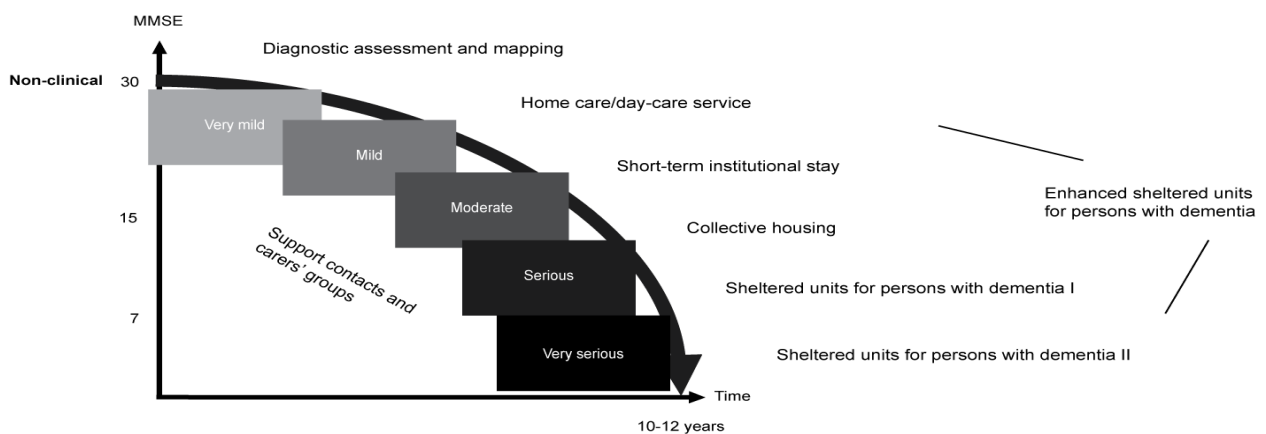 MMSE
Diagnostic assessment and mapping
Non-clinical 30
Home care/day-care service
Very mild
Mild
Short-term institutional stay
Enhanced sheltered units
for persons with dementia
Moderate
15
Collective housing
Support contacts and
carers' groups
Serious
Sheltered units for persons with dementia I
7
Very serious
Sheltered units for persons with dementia II
Time
10-12 years